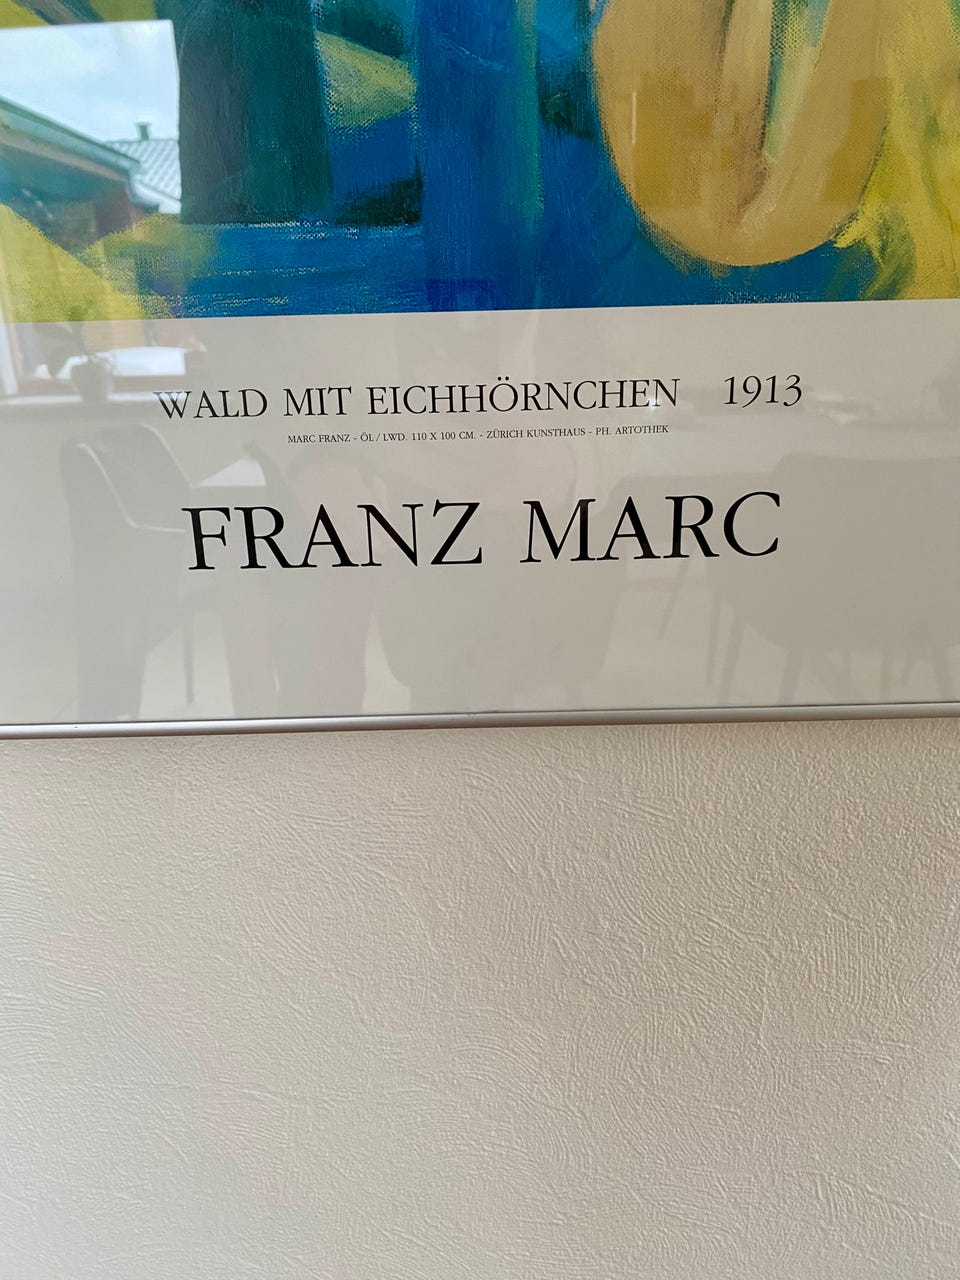 WALD MIT EICHHÖRNCHEN 1913
MARC FRANZ - ÖL / LWD. 110 X 100 CM. - ZÜRICH KUNSTHAUS - PH. ARTOTHEK
FRANZ MARC